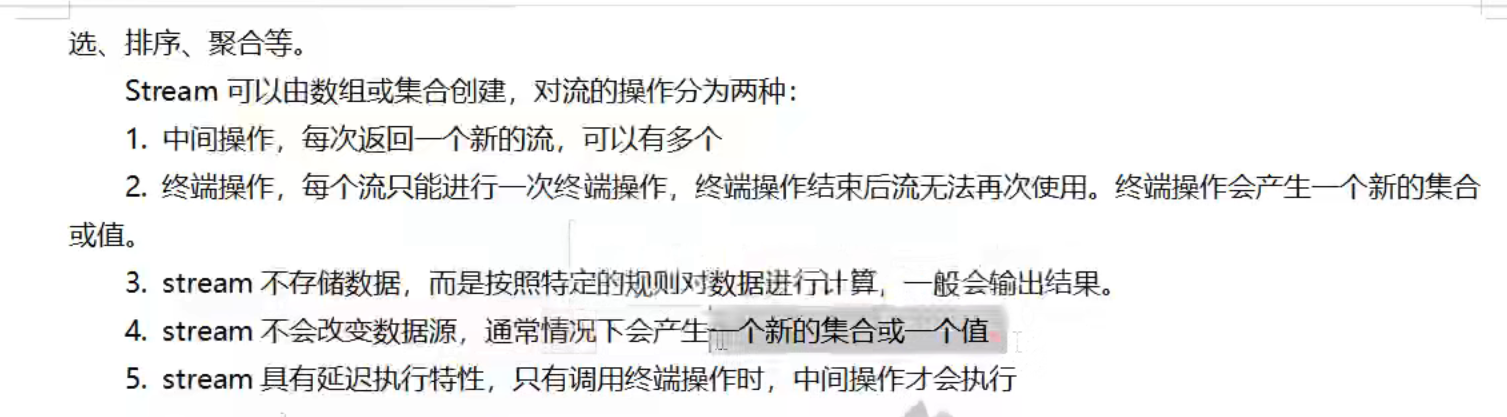 选、排序、聚合等。
Stream 可以由数组或集合创建，对流的操作分为两种：
1. 中间操作，每次返回一个新的流，可以有多个
2. 终端操作，每个流只能进行一次终端操作，终端操作结束后流无法再次使用。终端操作会产生一个新的集合
或值。
3. stream 不存储数据，而是按照特定的规则对数据进行计算，一般会输出结果。
4. stream 不会改变数据源，通常情况下会产生一个新的集合或一个值
5. stream 具有延迟执行特性，只有调用终端操作时，中间操作才会执行